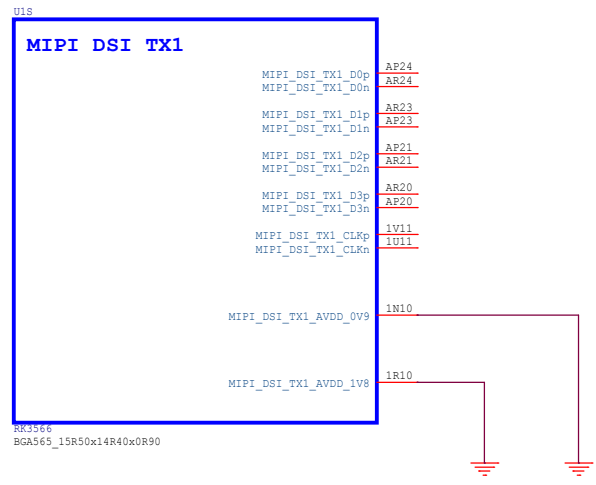 U1S
MIPI DSI TX1
MIPI_DSI_TX1_D0p AP24
MIPI_DSI_TX1_D0n AR24
MIPI_DSI_TX1_D1p AR23
MIPI_DSI_TX1_D1n AP23
MIPI_DSI_TX1_D2p AP21
MIPI_DSI_TX1_D2n AR21
MIPI_DSI_TX1_D3p AR20
MIPI_DSI_TX1_D3n AP20
MIPI_DSI_TX1_CLKp 1V11
MIPI_DSI_TX1_CLKn 1U11
MIPI_DSI_TX1_AVDD_0V9 1N10
MIPI_DSI_TX1_AVDD_1V8 1R10
RK3566
BGA565_15R50x14R40x0R90